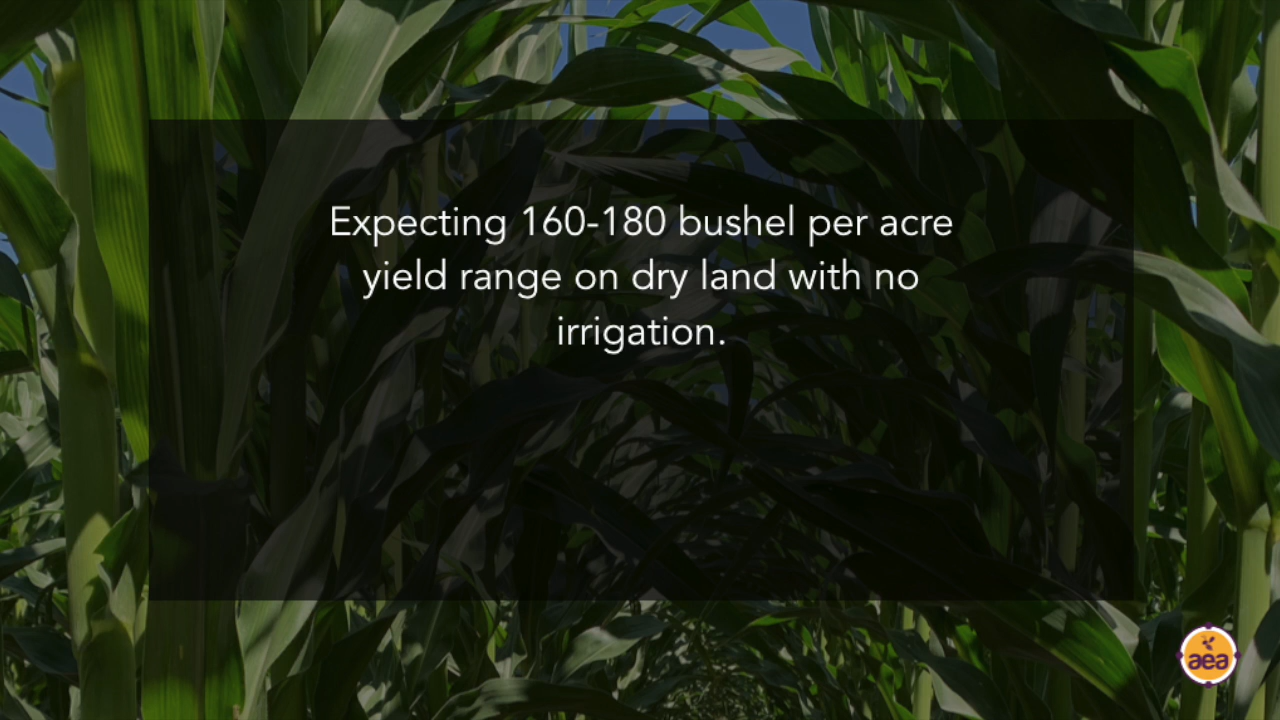 Expecting 160-180 bushel per acre
yield range on dry land with no
irrigation.
aea